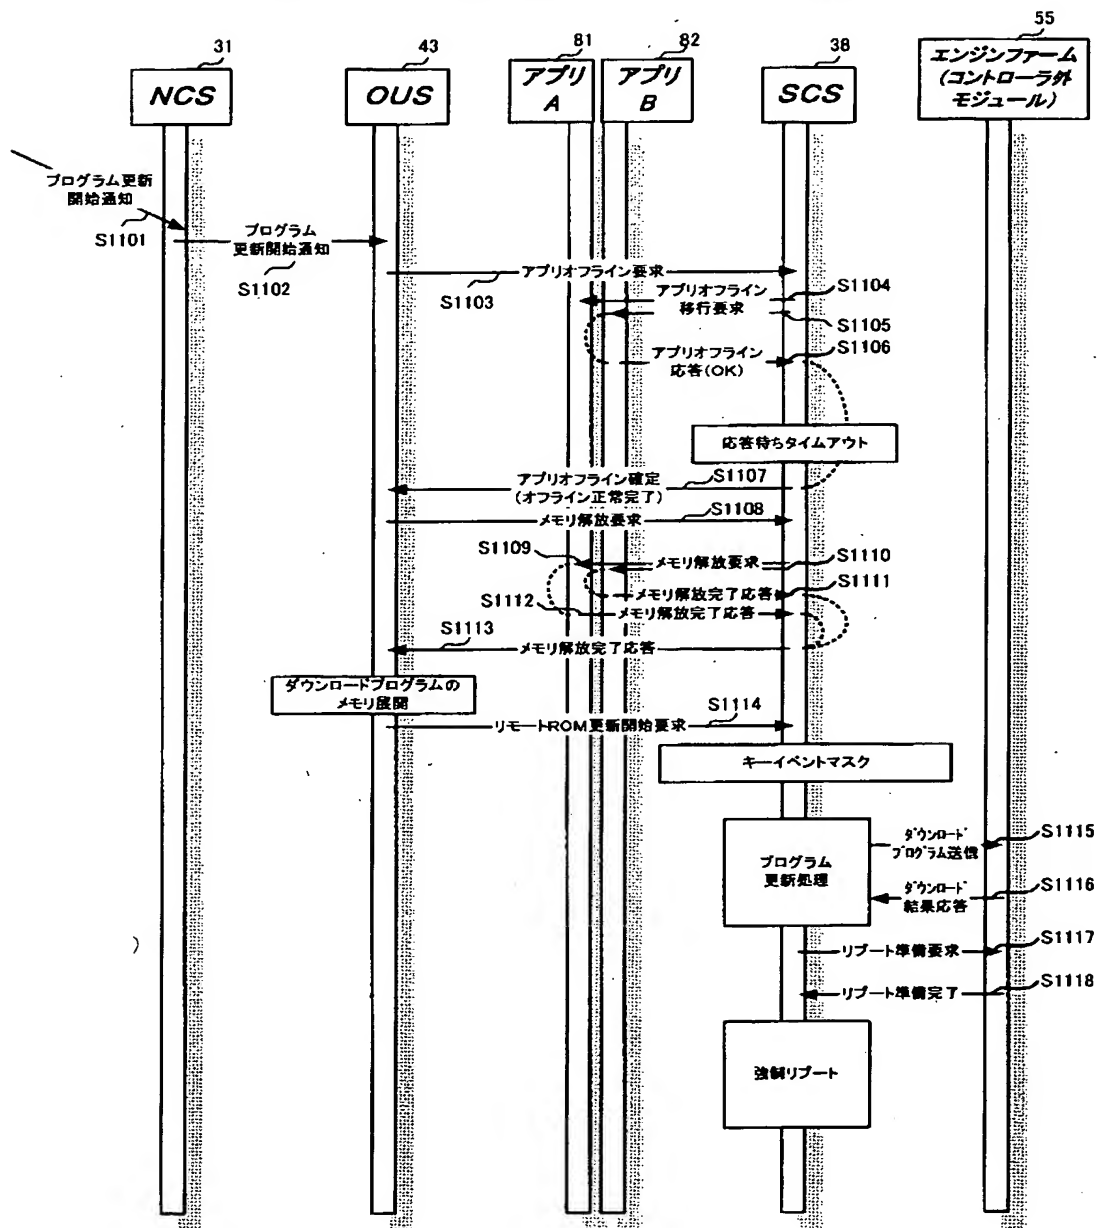 31
43
81
82
38
55
NCS
OUS
アプリ
A
アプリ
B
SCS
エンジンファーム
(コントローラ外
モジュール)
プログラム更新
開始通知
S1101
プログラム
更新開始通知
S1102
アプリオフライン要求
S1103
アプリオフライン
移行要求
S1104
S1105
アプリオフライン
応答(OK)
S1106
応答待ちタイムアウト
アプリオフライン確定
(オフライン正常完了)
S1107
メモリ解放要求
S1108
S1109
メモリ解放要求
S1110
メモリ解放完了応答
S1111
S1112
メモリ解放完了応答
S1113
メモリ解放完了応答
ダウンロードプログラムの
メモリ展開
リモートROM更新開始要求
S1114
キーイベントマスク
プログラム
更新処理
ダウンロード
プログラム送信
S1115
ダウンロード
結果応答
S1116
リブート準備要求
S1117
リブート準備完了
S1118
強制リブート